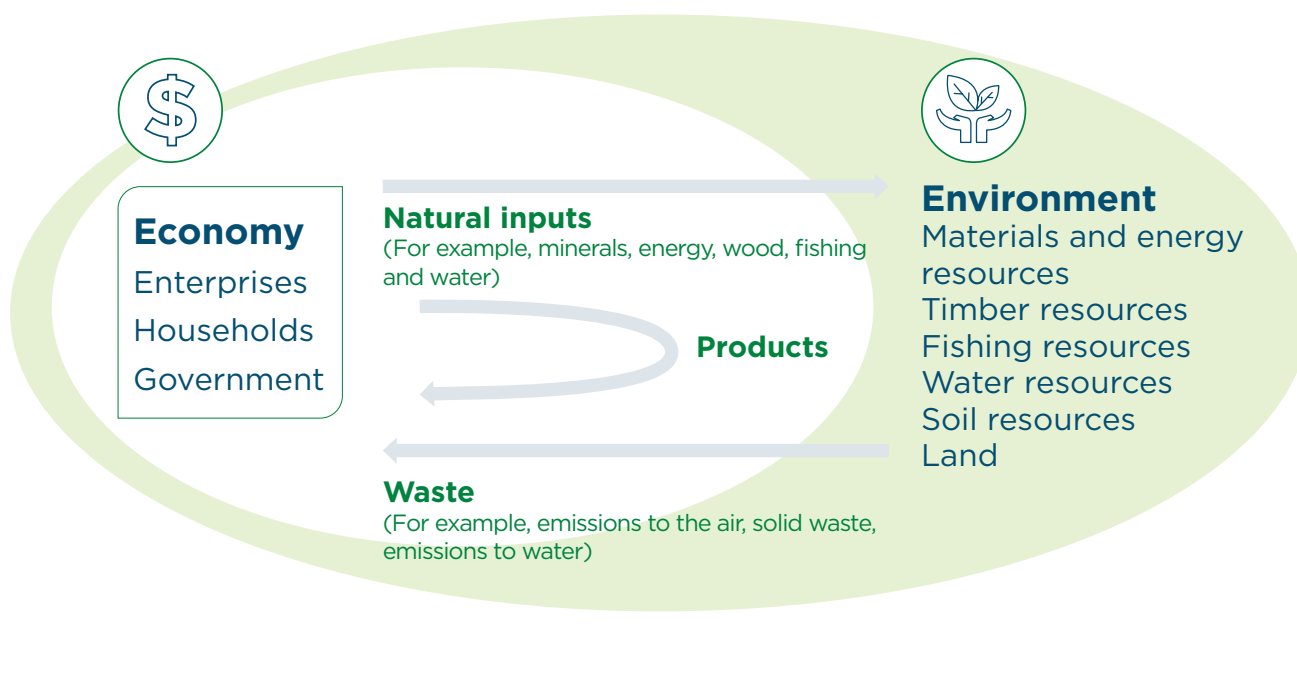 $
Economy
Enterprises
Households
Government
Natural inputs
(For example, minerals, energy, wood, fishing
and water)
Products
Waste
(For example, emissions to the air, solid waste,
emissions to water)
Environment
Materials and energy
resources
Timber resources
Fishing resources
Water resources
Soil resources
Land